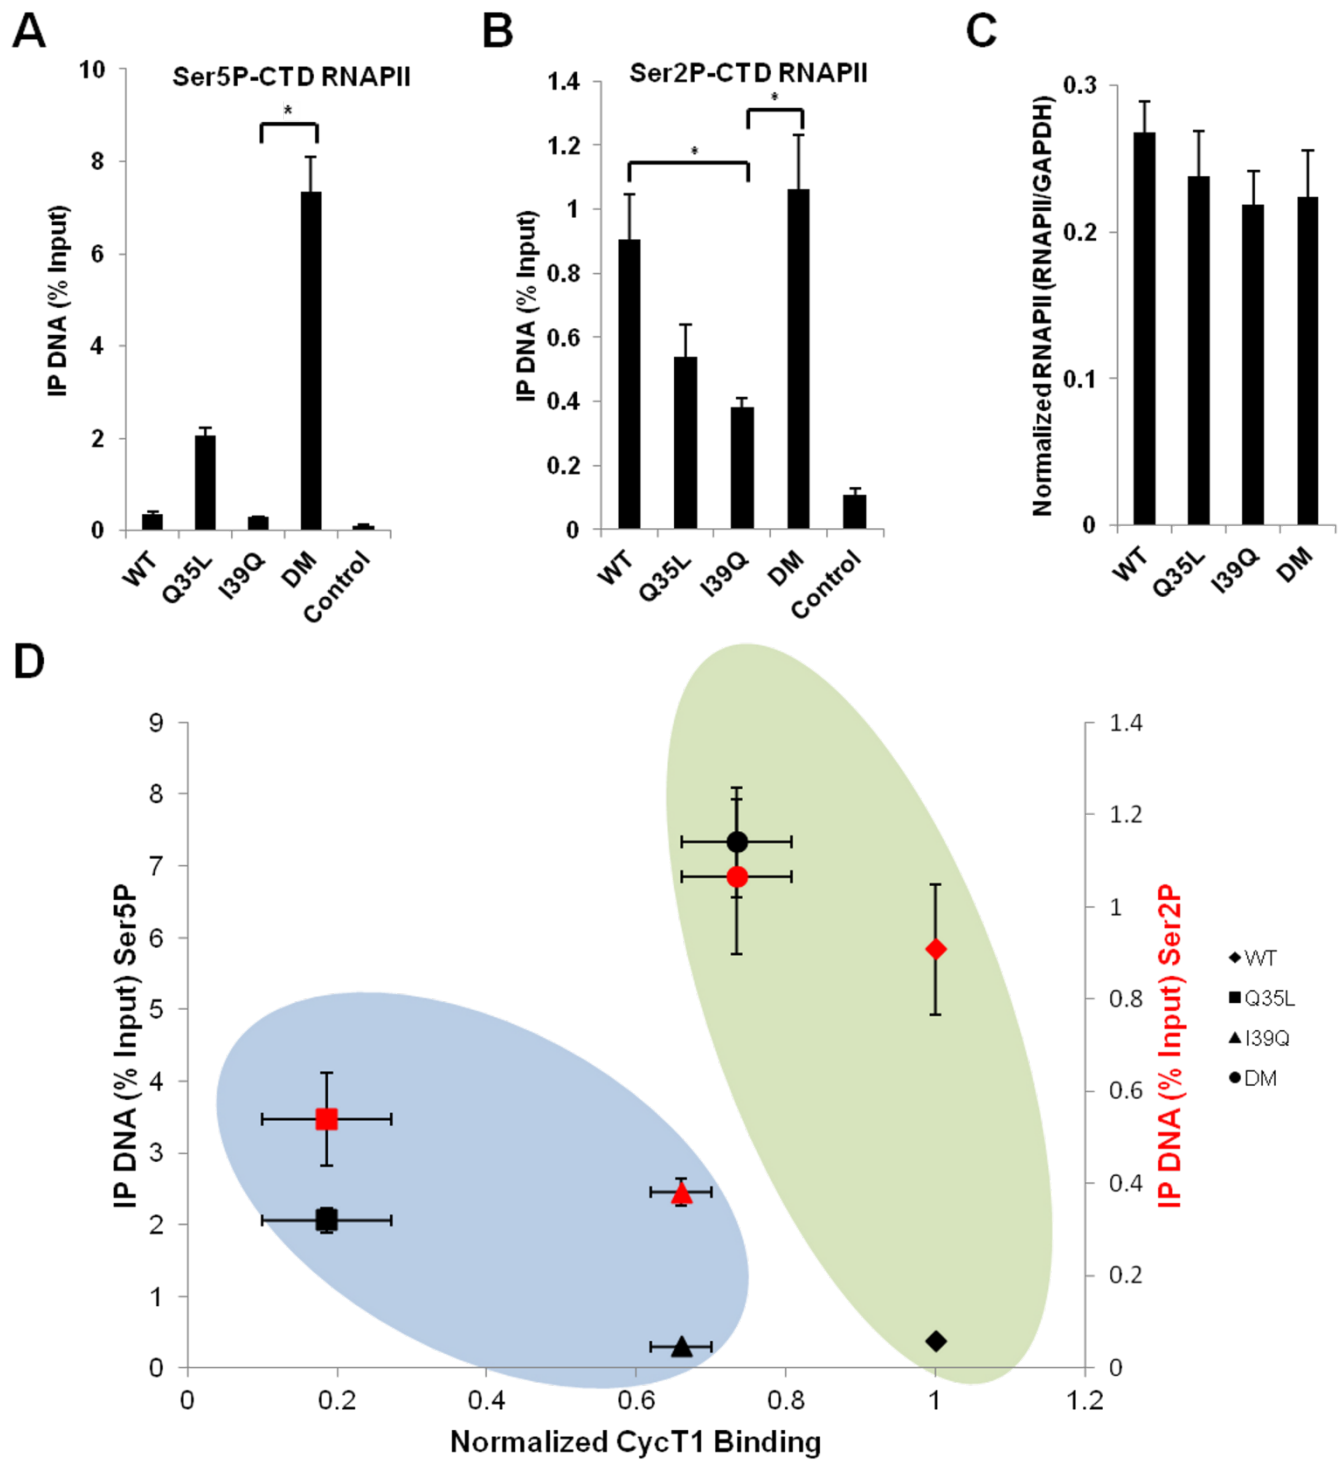 A
Ser5P-CTD RNAPII
*
IP DNA (% Input)
10
8
6
4
2
0
WT
Q35L
I39Q
DM
Control
B
Ser2P-CTD RNAPII
*
*
IP DNA (% Input)
1.4
1.2
1
0.8
0.6
0.4
0.2
0
WT
Q35L
I39Q
DM
Control
C
Normalized RNAPII (RNAPII/GAPDH)
0.3
0.2
0.1
0
WT
Q35L
I39Q
DM
D
IP DNA (% Input) Ser5P
9
8
7
6
5
4
3
2
1
0
0
0.2
0.4
0.6
0.8
1
1.2
Normalized CycT1 Binding
1.4
1.2
1
0.8
0.6
0.4
0.2
0
IP DNA (% Input) Ser2P
WT
Q35L
I39Q
DM